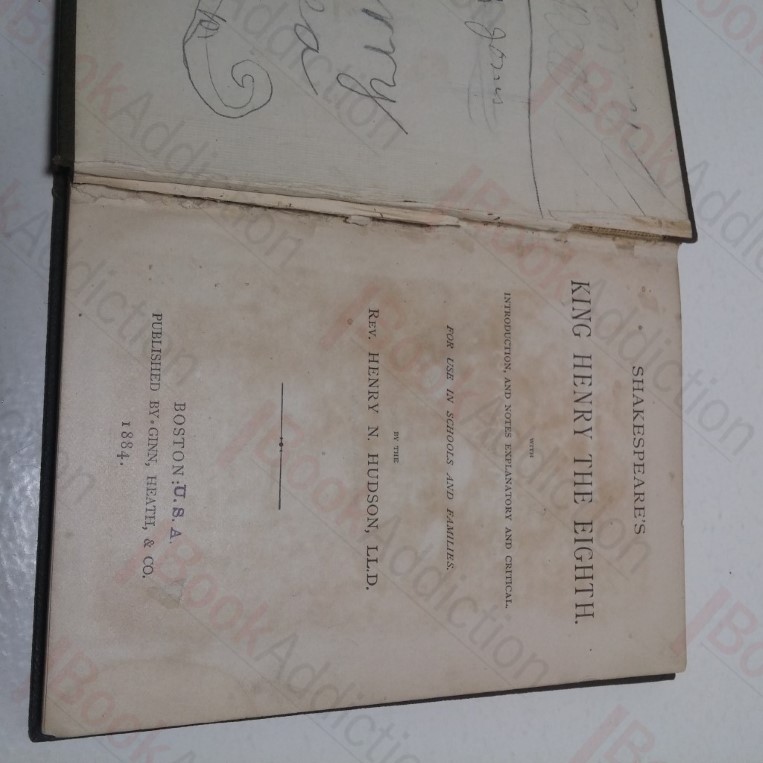 SHAKESPEARE'S
KING HENRY THE EIGHTH.
WITH
INTRODUCTION, AND NOTES EXPLANATORY AND CRITICAL.
FOR USE IN SCHOOLS AND FAMILIES.
BY THE
REV. HENRY N. HUDSON, LL.D.
BOSTON: U. S. A.
PUBLISHED BY GINN, HEATH, & CO.
1884.
BookAddiction